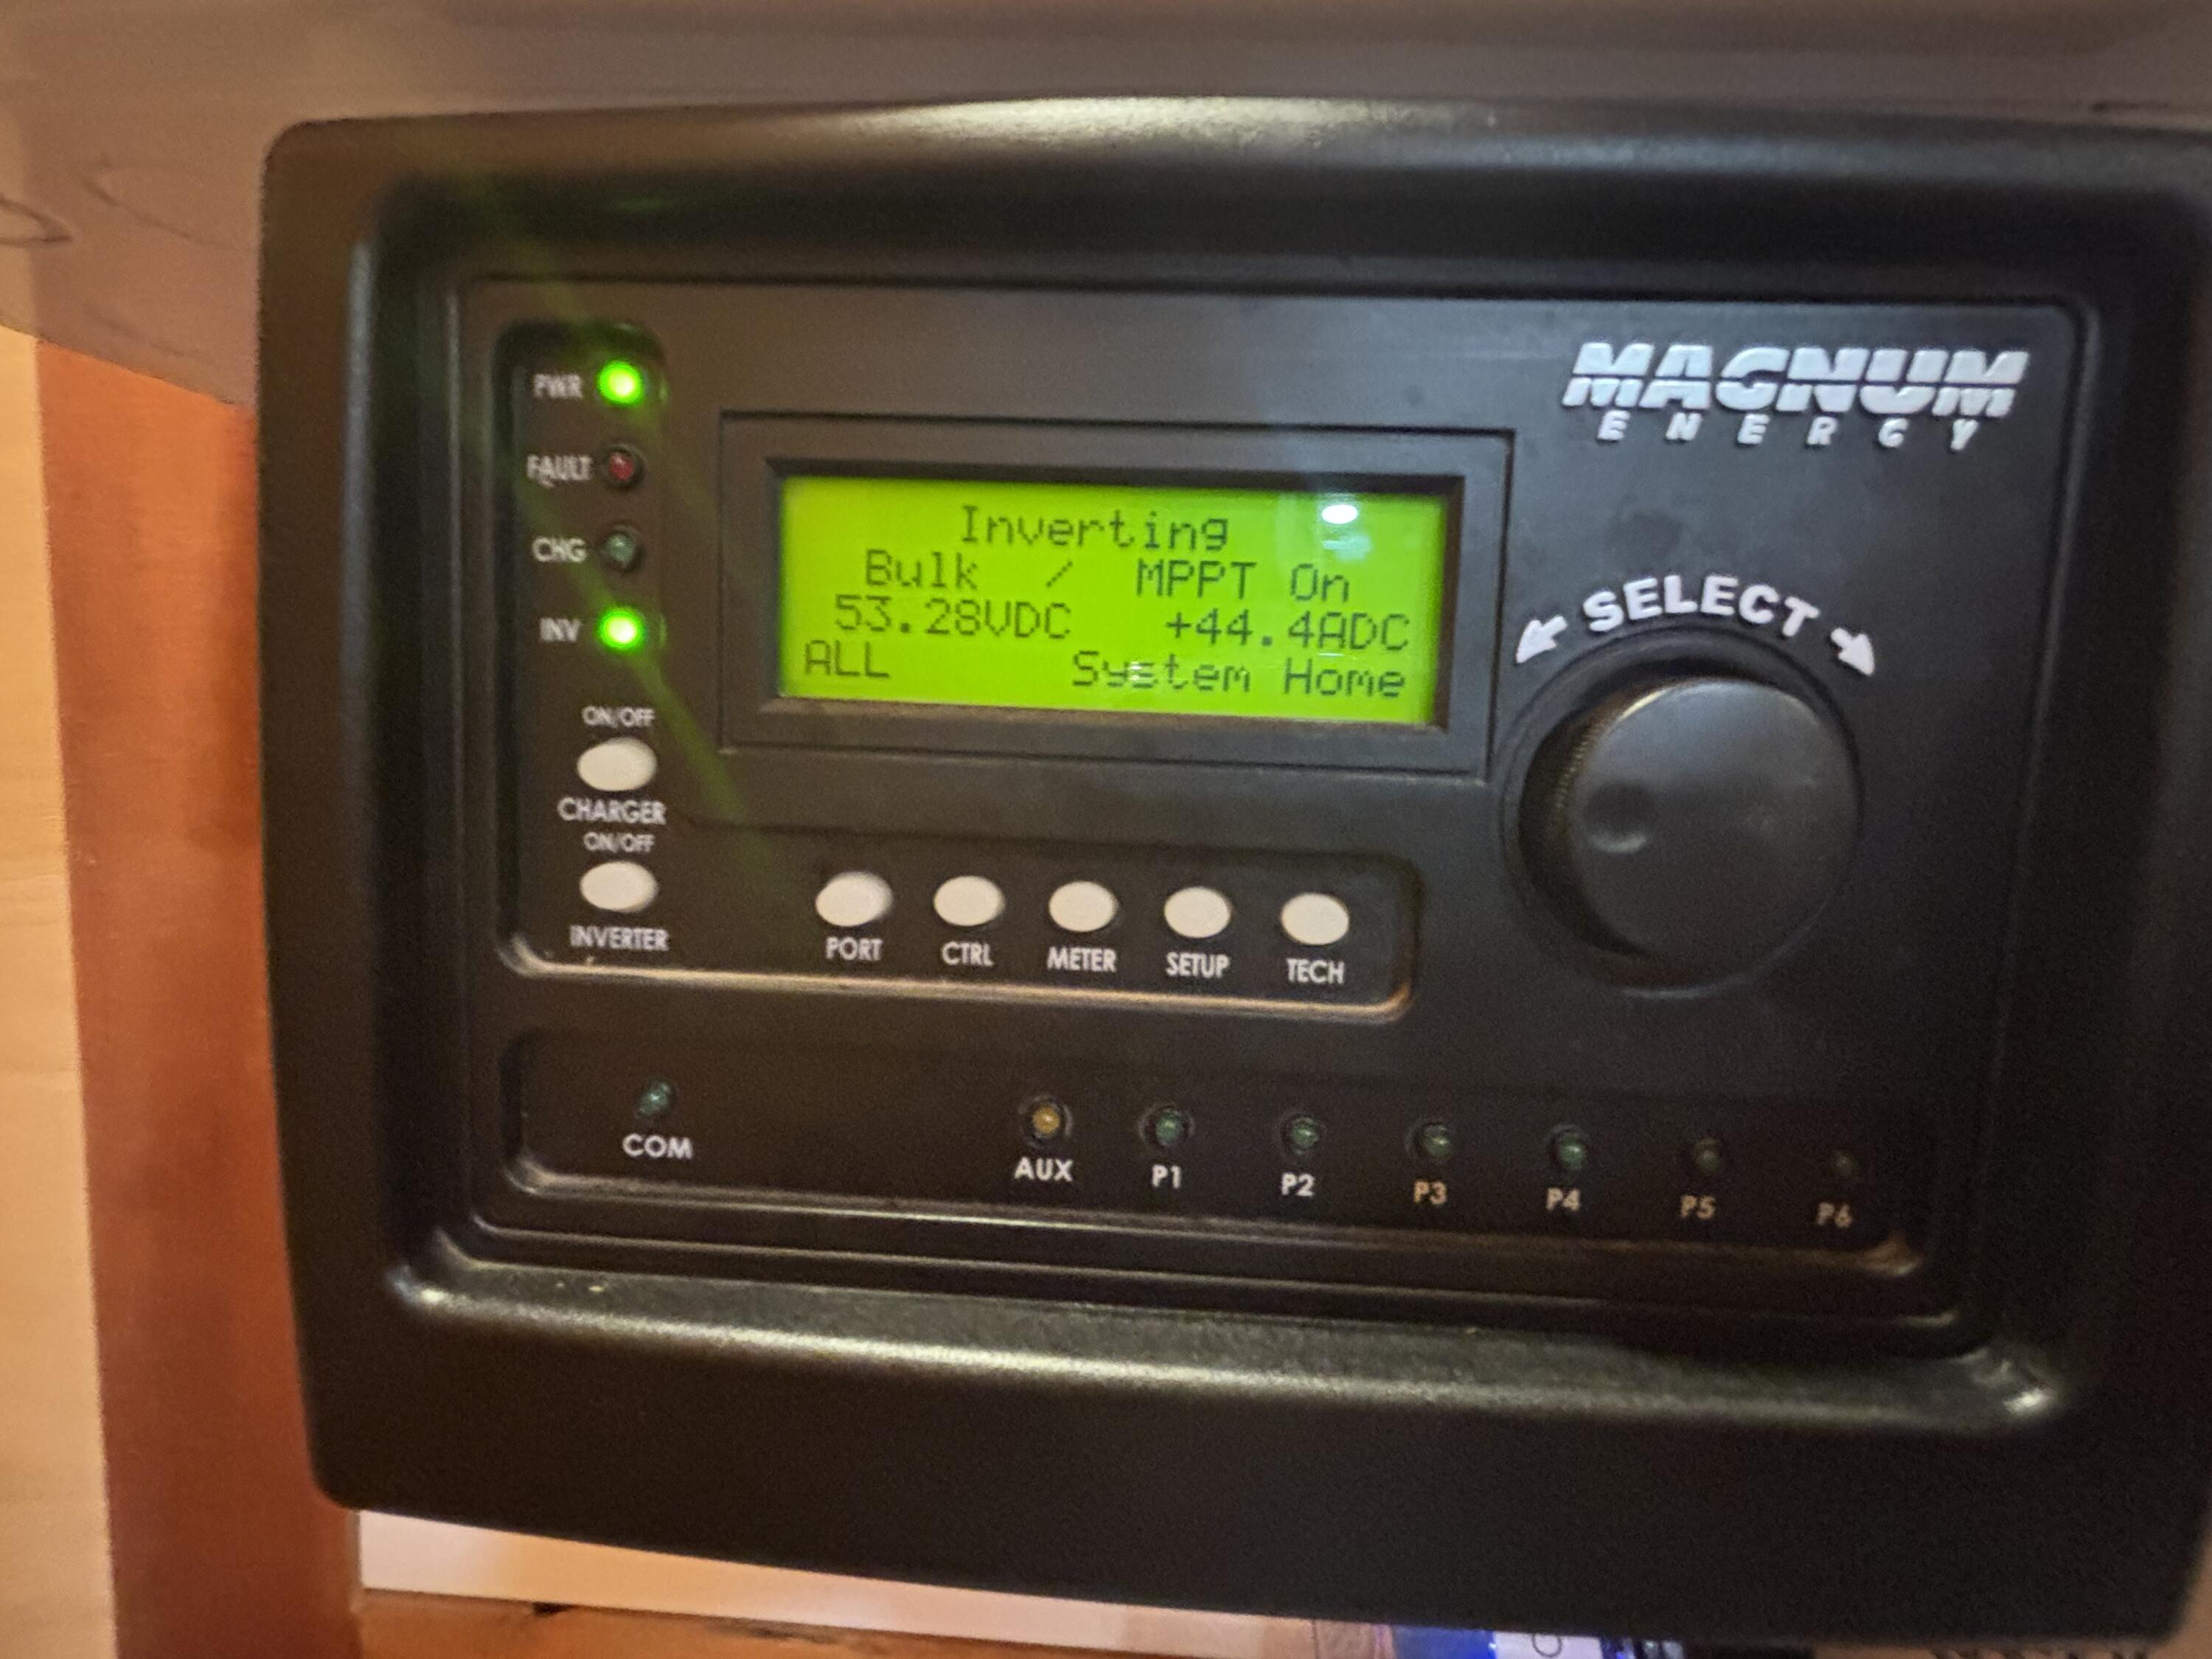 MAGNUM
ENERGY
PWR
FAULT
CHG
INV
Inverting
Bulk / MPPT On
53.28VDC +44.4ADC
ALL System Home
SELECT
ON/OFF
CHARGER
ON/OFF
INVERTER
PORT CTRL METER SETUP TECH
COM AUX P1 P2 P3 P4 P5 P6